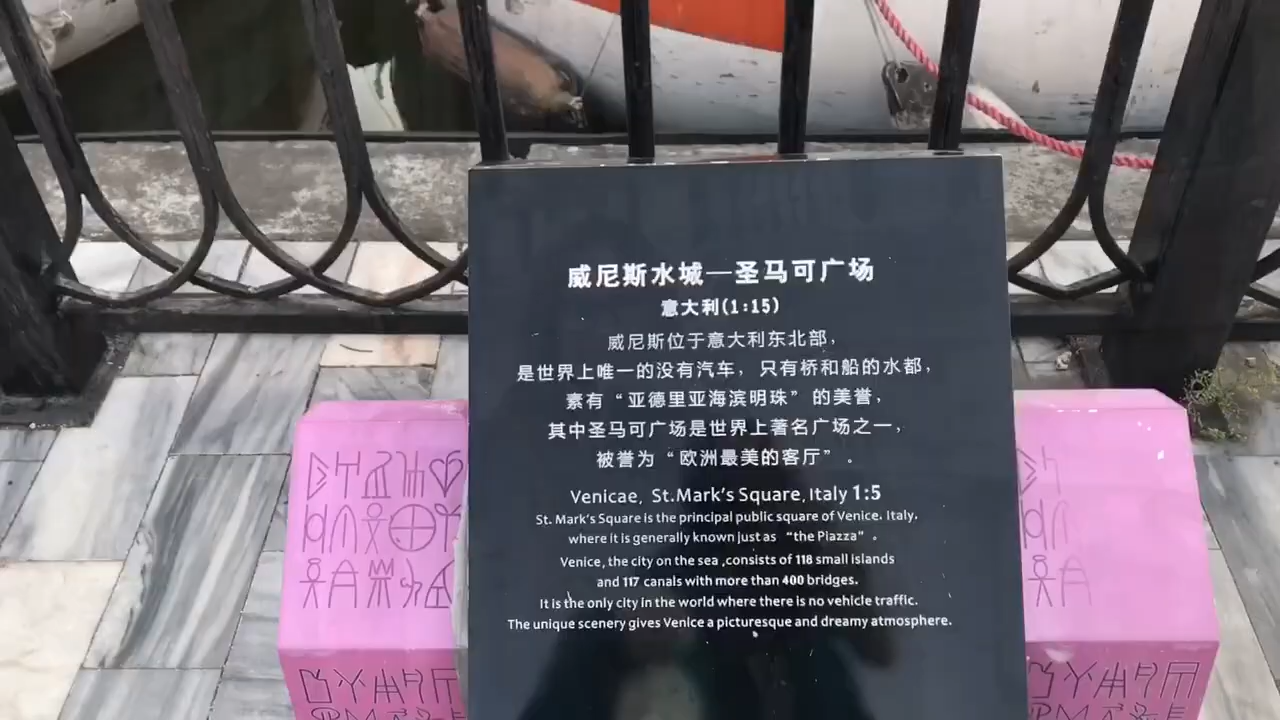 威尼斯水城—圣马可广场
意大利(1:15)
威尼斯位于意大利东北部，
是世界上唯一的没有汽车，只有桥和船的水都，
素有“亚德里亚海滨明珠”的美誉，
其中圣马可广场是世界上著名广场之一，
被誉为“欧洲最美的客厅”。
Venicae, St.Mark's Square,Italy 1:5
St. Mark's Square is the principal public square of Venice. Italy.
where it is generally known just as “the Piazza”。
Venice, the city on the sea ,consists of 118 small islands
and 117 canals with more than 400 bridges.
It is the only city in the world where there is no vehicle traffic.
The unique scenery gives Venice a picturesque and dreamy atmosphere.